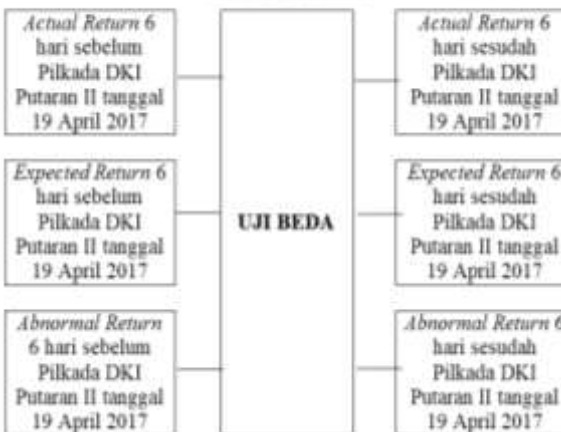 Actual Return 6
hari sebelum
Pilkada DKI
Putaran II tanggal
19 April 2017
Expected Return 6
hari sebelum
Pilkada DKI
Putaran II tanggal
19 April 2017
Abnormal Return
6 hari sebelum
Pilkada DKI
Putaran II tanggal
19 April 2017
UJI BEDA
Actual Return 6
hari sesudah
Pilkada DKI
Putaran II tanggal
19 April 2017
Expected Return 6
hari sesudah
Pilkada DKI
Putaran II tanggal
19 April 2017
Abnormal Return 6
hari sesudah
Pilkada DKI
Putaran II tanggal
19 April 2017